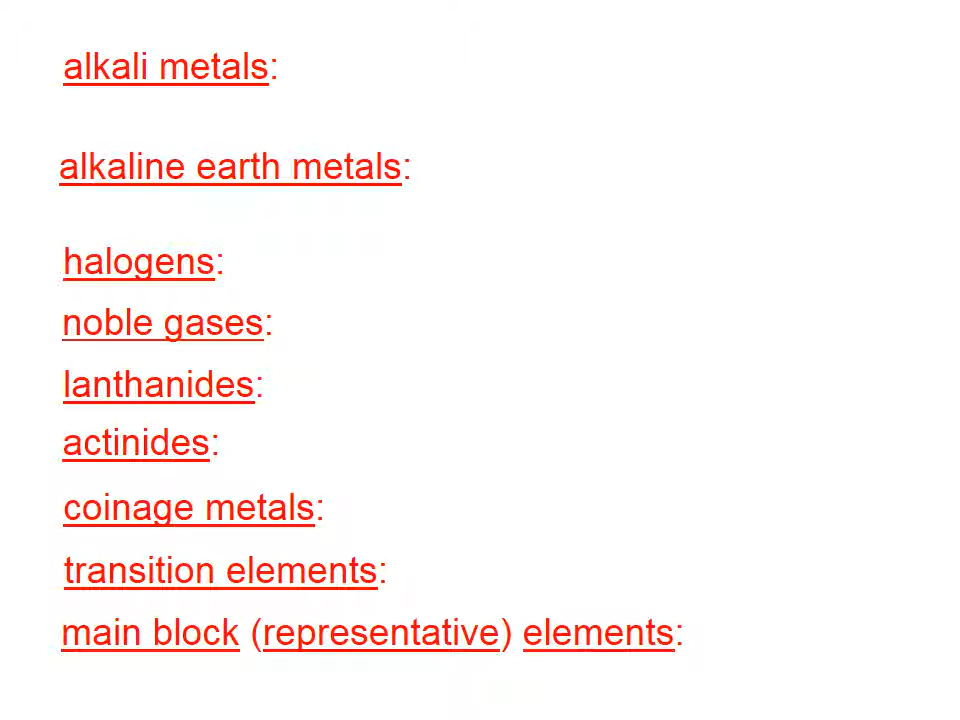 alkali metals:
alkaline earth metals:
halogens:
noble gases:
lanthanides:
actinides:
coinage metals:
transition elements:
main block (representative) elements: